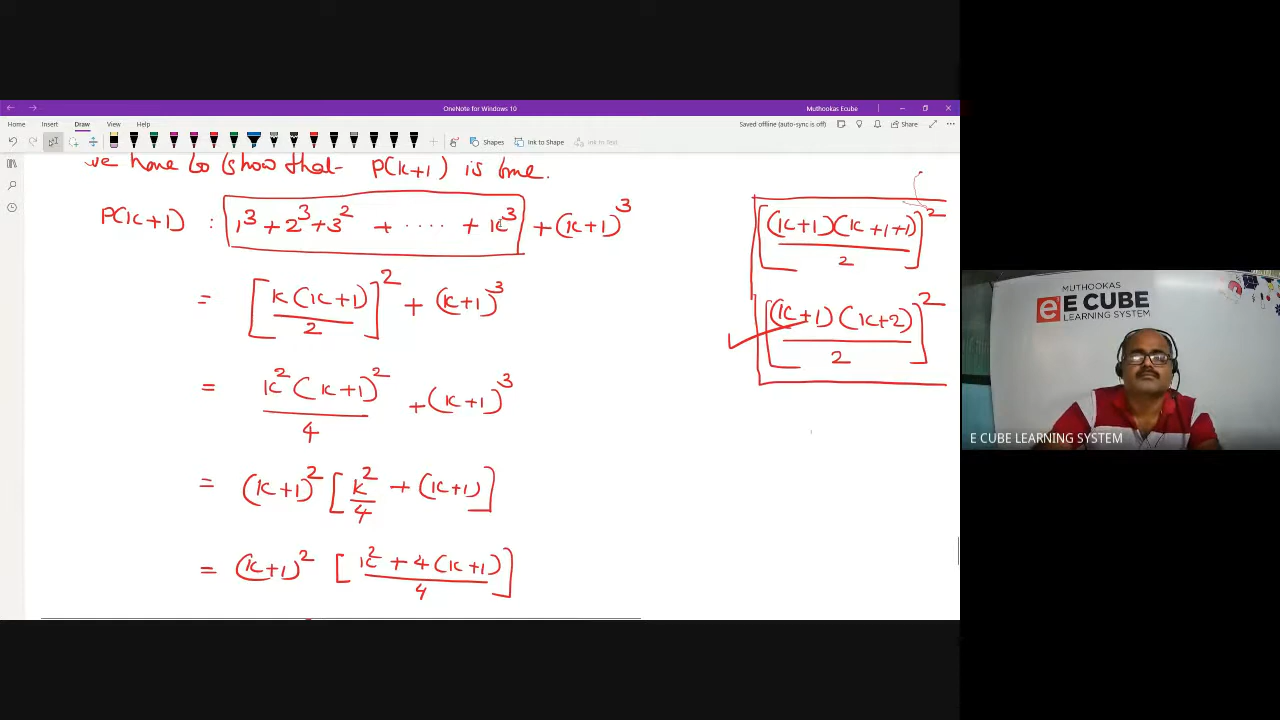 OneNote for Windows 10
Muthookas Ecube
Home Insert Draw View Help
Saved offline (auto-sync is off)
Share
Shapes
Ink to Shape
Ink to Text
we have to show that P(k+1) is true.
P(k+1) : 1³ + 2³ + 3² + .... + k³ + (k+1)³
= [k(k+1)/2]² + (k+1)³
= k²(k+1)²/4 + (k+1)³
= (k+1)² [k²/4 + (k+1)]
= (k+1)² [k² + 4(k+1)/4]
[(k+1)(k+1+1)/2]²
[(k+1)(k+2)/2]²
MUTHOOKAS
e E CUBE
LEARNING SYSTEM
E CUBE LEARNING SYSTEM